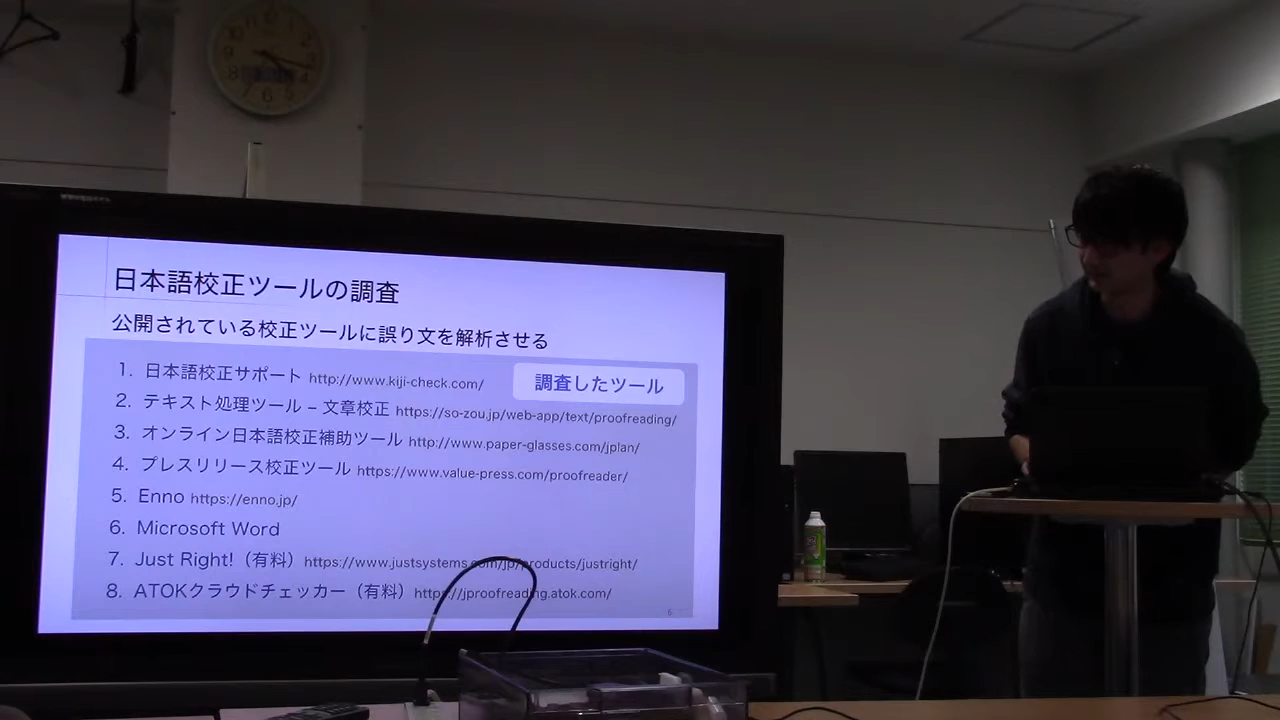 日本語校正ツールの調査
公開されている校正ツールに誤り文を解析させる
調査したツール
1. 日本語校正サポート http://www.kiji-check.com/
2. テキスト処理ツール – 文章校正 https://so-zou.jp/web-app/text/proofreading/
3. オンライン日本語校正補助ツール http://www.paper-glasses.com/jplan/
4. プレスリリース校正ツール https://www.value-press.com/proofreader/
5. Enno https://enno.jp/
6. Microsoft Word
7. Just Right!（有料）https://www.justsystems.com/jp/products/justright/
8. ATOKクラウドチェッカー（有料）https://jproofreading.atok.com/
6